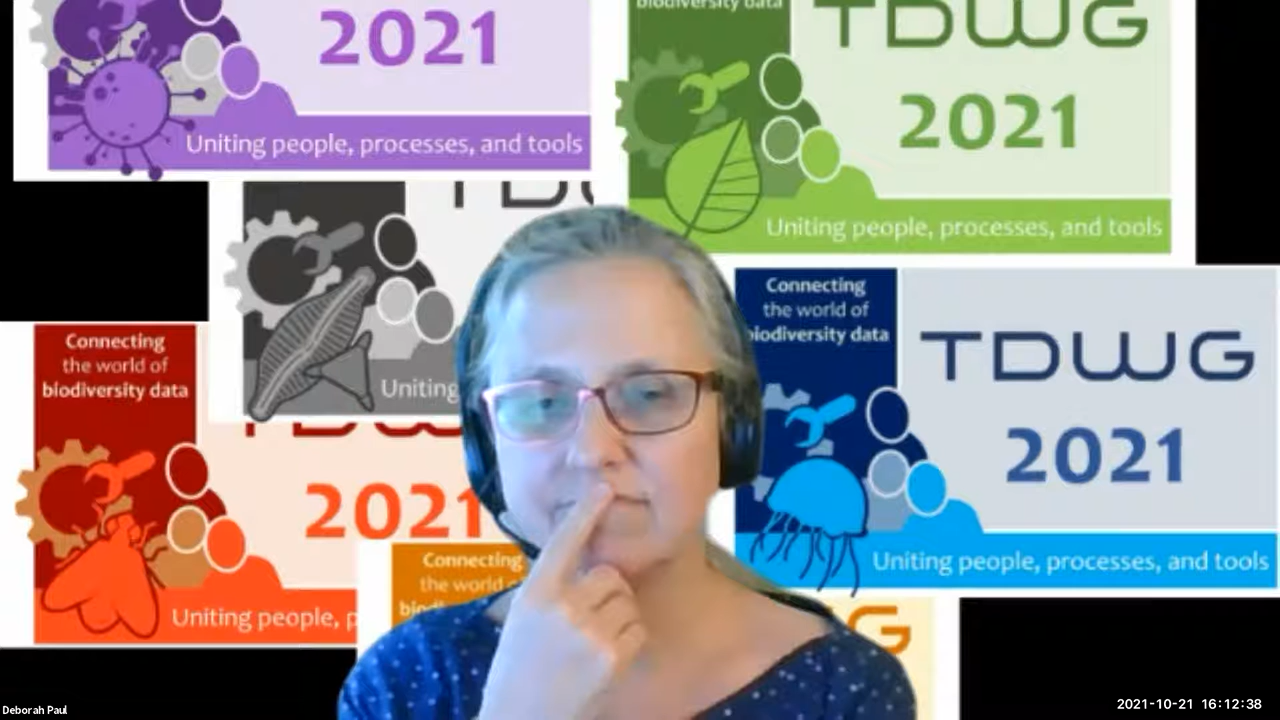 2021
Uniting people, processes, and tools
biodiversity data
TDWG
2021
Uniting people, processes, and tools
Uniting
Connecting
the world of
biodiversity data
TDWG
2021
Uniting people, processes, and tools
Connecting
the world of
biodiversity data
2021
Uniting people, p
Connecting
the world
Deborah Paul
2021-10-21 16:12:38